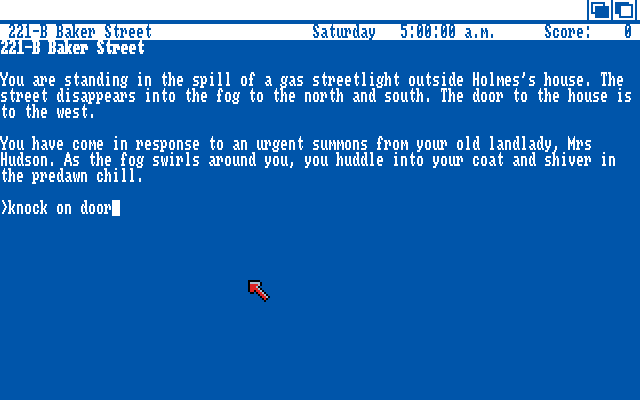 221-B Baker Street Saturday 5:00:00 a.m. Score: 0
221-B Baker Street
You are standing in the spill of a gas streetlight outside Holmes's house. The
street disappears into the fog to the north and south. The door to the house is
to the west.
You have come in response to an urgent summons from your old landlady, Mrs
Hudson. As the fog swirls around you, you huddle into your coat and shiver in
the predawn chill.
>knock on door